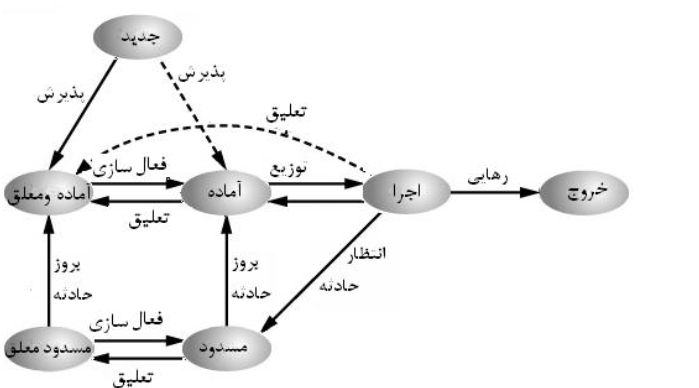 جدید
پذیرش
پذیرش
تعلیق
آماده ومعلق
فعال سازی
تعلیق
آماده
توزیع
اجرا
رهایی
خروج
بروز
حادثه
بروز
حادثه
انتظار
حادثه
مسدود معلق
فعال سازی
تعلیق
مسدود